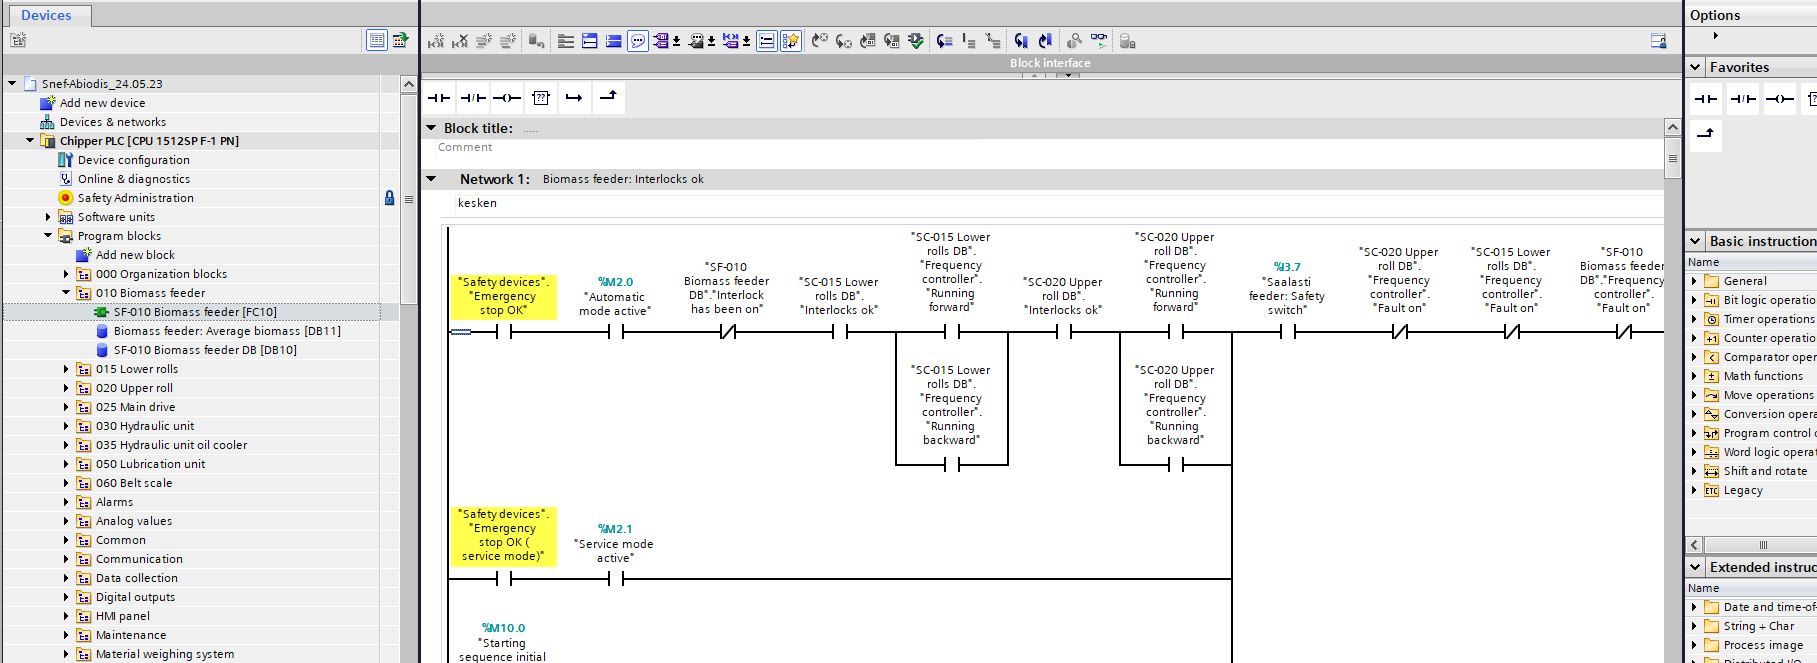 Devices
Options
Block interface
Snef-Abiodis_24.05.23
Add new device
Devices & networks
Chipper PLC [CPU 1512SP F-1 PN]
Device configuration
Online & diagnostics
Safety Administration
Software units
Program blocks
Add new block
000 Organization blocks
010 Biomass feeder
SF-010 Biomass feeder [FC10]
Biomass feeder: Average biomass [DB11]
SF-010 Biomass feeder DB [DB10]
015 Lower rolls
020 Upper roll
025 Main drive
030 Hydraulic unit
035 Hydraulic unit oil cooler
050 Lubrication unit
060 Belt scale
Alarms
Analog values
Common
Communication
Data collection
Digital outputs
HMI panel
Maintenance
Material weighing system
??
Block title: .....
Comment
Network 1: Biomass feeder: Interlocks ok
kesken
"Safety devices".
"Emergency
stop OK"
%M2.0
"Automatic
mode active"
"SF-010
Biomass feeder
DB"."Interlock
has been on"
"SC-015 Lower
rolls DB".
"Interlocks ok"
"SC-015 Lower
rolls DB".
"Frequency
controller".
"Running
forward"
"SC-020 Upper
roll DB".
"Interlocks ok"
"SC-020 Upper
roll DB".
"Frequency
controller".
"Running
forward"
%I3.7
"Saalasti
feeder: Safety
switch"
"SC-020 Upper
roll DB".
"Frequency
controller".
"Fault on"
"SC-015 Lower
rolls DB".
"Frequency
controller".
"Fault on"
"SF-010
Biomass feeder
DB"."Frequency
controller".
"Fault on"
"SC-015 Lower
rolls DB".
"Frequency
controller".
"Running
backward"
"SC-020 Upper
roll DB".
"Frequency
controller".
"Running
backward"
"Safety devices".
"Emergency
stop OK (
service mode)"
%M2.1
"Service mode
active"
%M10.0
"Starting
sequence initial
Favorites
Basic instruction
Name
General
Bit logic operatio
Timer operations
Counter operatio
Comparator oper
Math functions
Move operations
Conversion opera
Program control o
Word logic operat
Shift and rotate
Legacy
Extended instruc
Name
Date and time-of-
String + Char
Process image